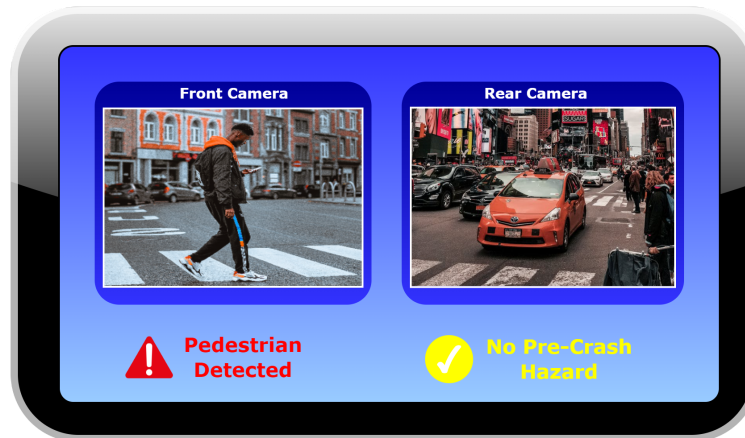 Front Camera
Rear Camera
Pedestrian
Detected
No Pre-Crash
Hazard